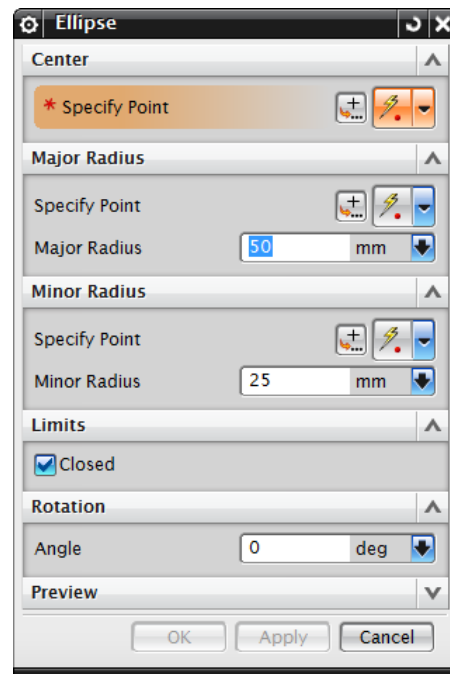 Ellipse
Center
* Specify Point
Major Radius
Specify Point
Major Radius 50 mm
Minor Radius
Specify Point
Minor Radius 25 mm
Limits
Closed
Rotation
Angle 0 deg
Preview
OK Apply Cancel